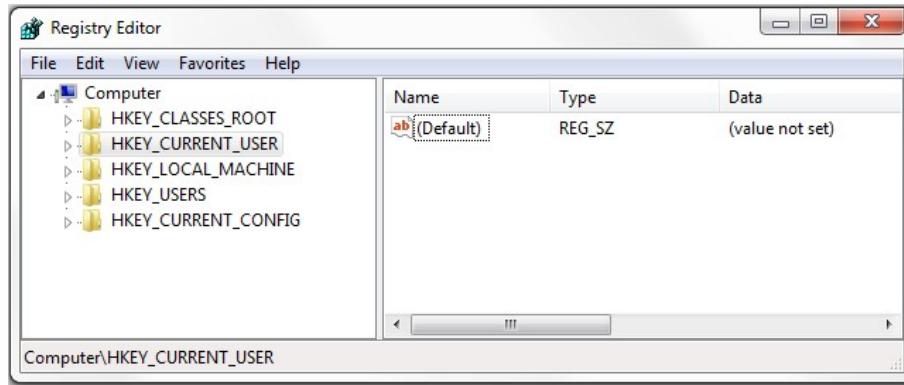 Registry Editor
File Edit View Favorites Help
Computer
HKEY_CLASSES_ROOT
HKEY_CURRENT_USER
HKEY_LOCAL_MACHINE
HKEY_USERS
HKEY_CURRENT_CONFIG
Name Type Data
ab (Default) REG_SZ (value not set)
Computer\HKEY_CURRENT_USER